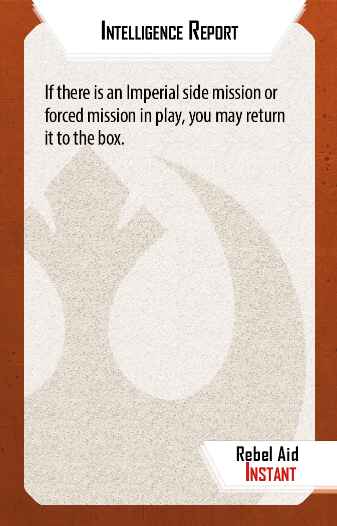 Intelligence Report
If there is an Imperial side mission or
forced mission in play, you may return
it to the box.
Rebel Aid
Instant